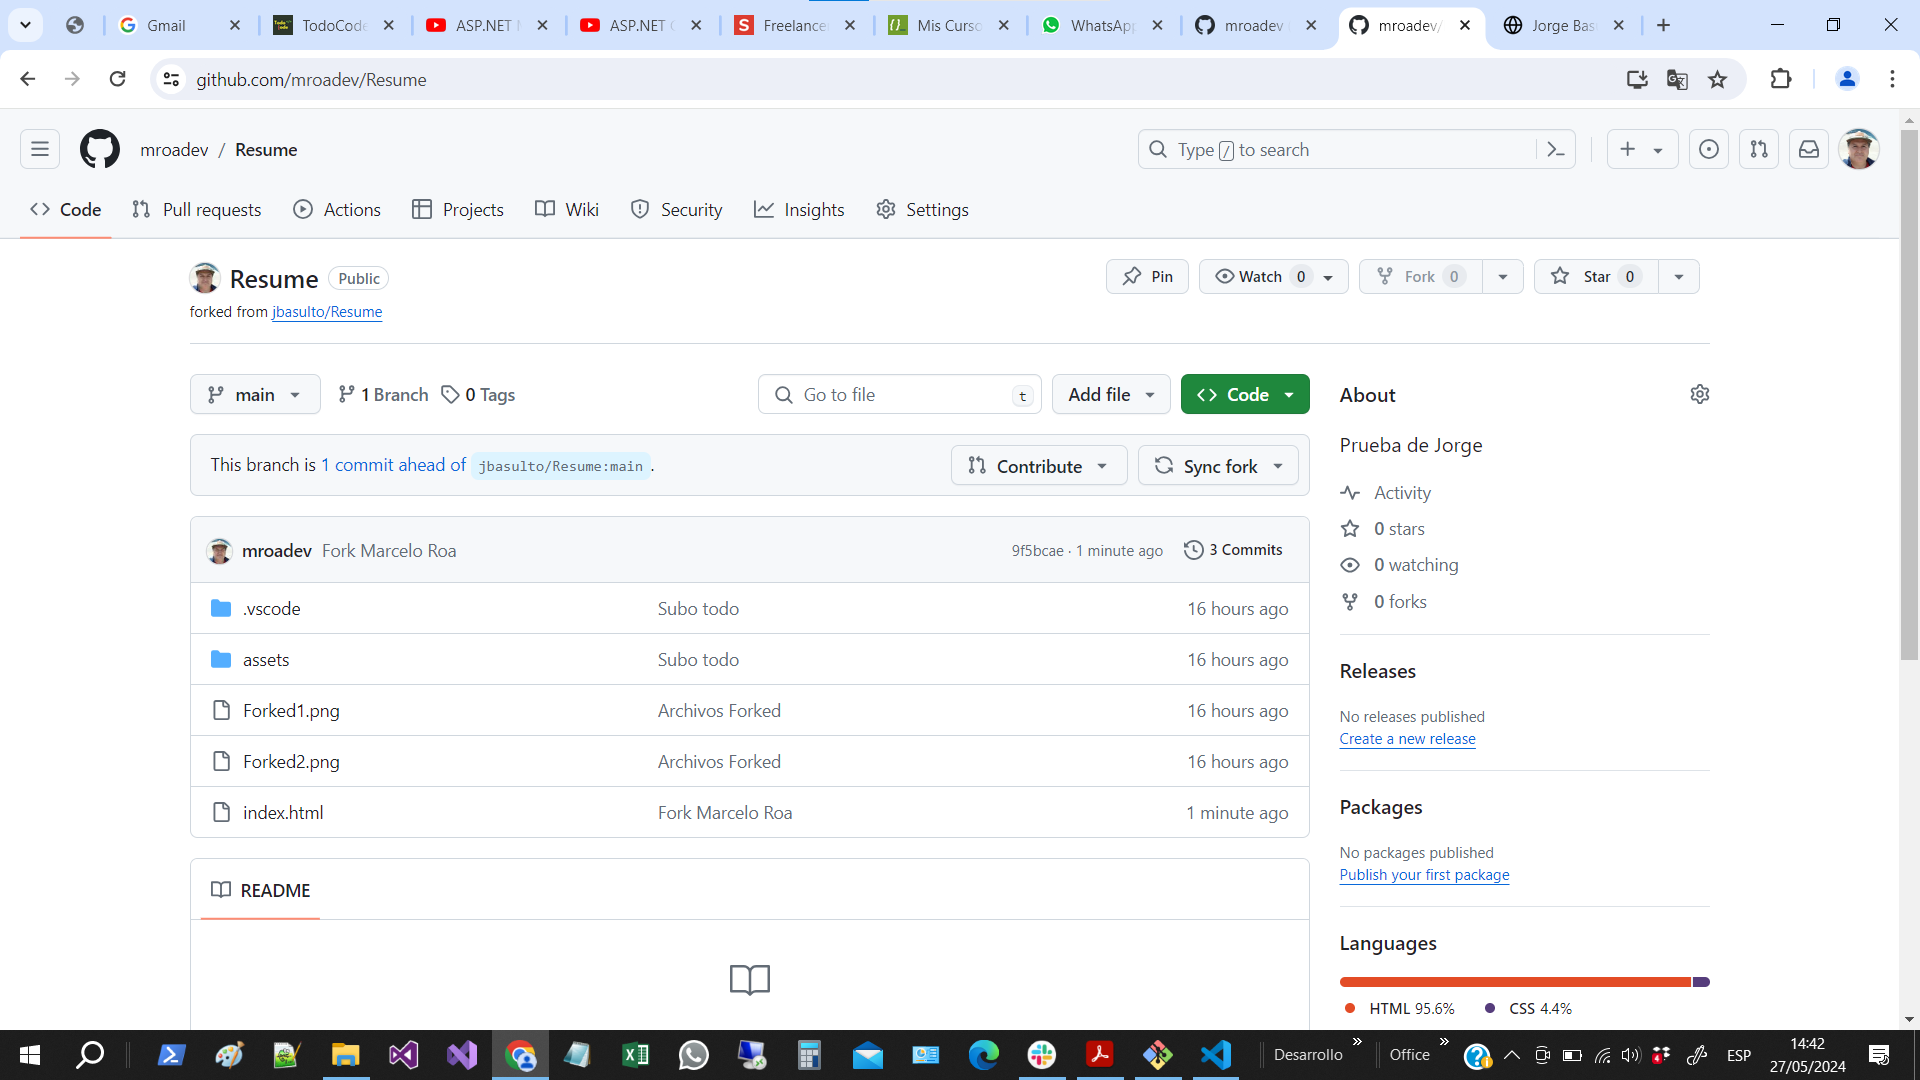 Gmail
TodoCode
ASP.NET M
ASP.NET C
Freelancer
Mis Curso
WhatsApp
mroadev
mroadev/
Jorge Bas
github.com/mroadev/Resume
mroadev / Resume
Type / to search
Code
Pull requests
Actions
Projects
Wiki
Security
Insights
Settings
Resume Public
Pin
Watch 0
Fork 0
Star 0
forked from jbasulto/Resume
main
1 Branch
0 Tags
Go to file t
Add file
Code
About
Prueba de Jorge
This branch is 1 commit ahead of jbasulto/Resume:main .
Contribute
Sync fork
Activity
0 stars
0 watching
0 forks
mroadev Fork Marcelo Roa 9f5bcae · 1 minute ago 3 Commits
.vscode Subo todo 16 hours ago
assets Subo todo 16 hours ago
Forked1.png Archivos Forked 16 hours ago
Forked2.png Archivos Forked 16 hours ago
index.html Fork Marcelo Roa 1 minute ago
Releases
No releases published
Create a new release
Packages
No packages published
Publish your first package
README
Languages
HTML 95.6% CSS 4.4%
Desarrollo
Office
ESP
14:42
27/05/2024